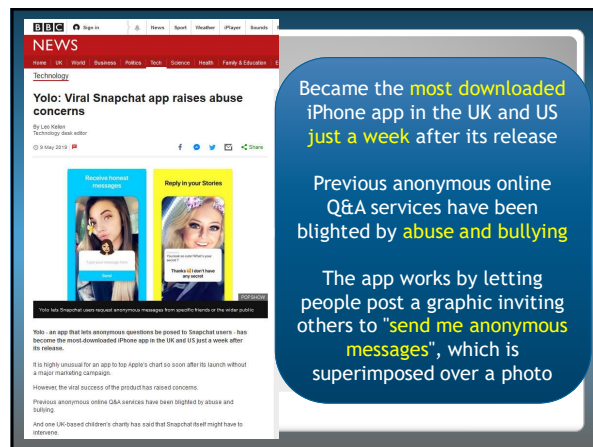 BBC Sign in News Sport Weather iPlayer Sounds
NEWS
Home UK World Business Politics Tech Science Health Family & Education
Technology
Yolo: Viral Snapchat app raises abuse
concerns
By Leo Kelion
Technology desk editor
9 May 2019
Share
Receive honest
messages
Reply in your Stories
Send
Thanks I don't have
any secret
POPSHOW
Yolo lets Snapchat users request anonymous messages from specific friends or the wider public
Yolo - an app that lets anonymous questions be posed to Snapchat users - has
become the most-downloaded iPhone app in the UK and US just a week after
its release.
It is highly unusual for an app to top Apple's chart so soon after its launch without
a major marketing campaign.
However, the viral success of the product has raised concerns.
Previous anonymous online Q&A services have been blighted by abuse and
bullying.
And one UK-based children's charity has said that Snapchat itself might have to
intervene.
Became the most downloaded
iPhone app in the UK and US
just a week after its release
Previous anonymous online
Q&A services have been
blighted by abuse and bullying
The app works by letting
people post a graphic inviting
others to "send me anonymous
messages", which is
superimposed over a photo